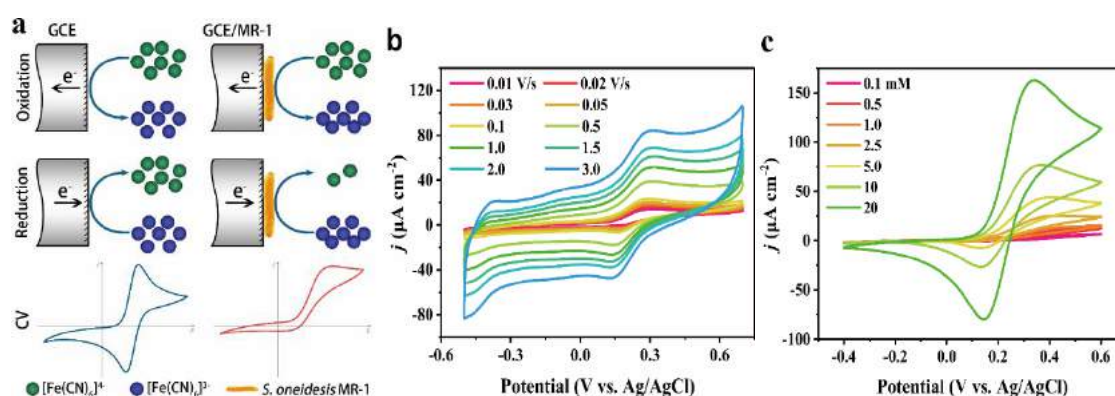 a
GCE
GCE/MR-1
Oxidation
e⁻
e⁻
Reduction
e⁻
e⁻
CV
[Fe(CN)₆]⁴⁻
[Fe(CN)₆]³⁻
S. oneidesis MR-1
b
0.01 V/s
0.02 V/s
0.03
0.05
0.1
0.5
1.0
1.5
2.0
3.0
j (μA cm⁻²)
120
80
40
0
-40
-80
-0.6
-0.3
0.0
0.3
0.6
Potential (V vs. Ag/AgCl)
c
0.1 mM
0.5
1.0
2.5
5.0
10
20
j (μA cm⁻²)
150
100
50
0
-50
-100
-0.4
-0.2
0.0
0.2
0.4
0.6
Potential (V vs. Ag/AgCl)